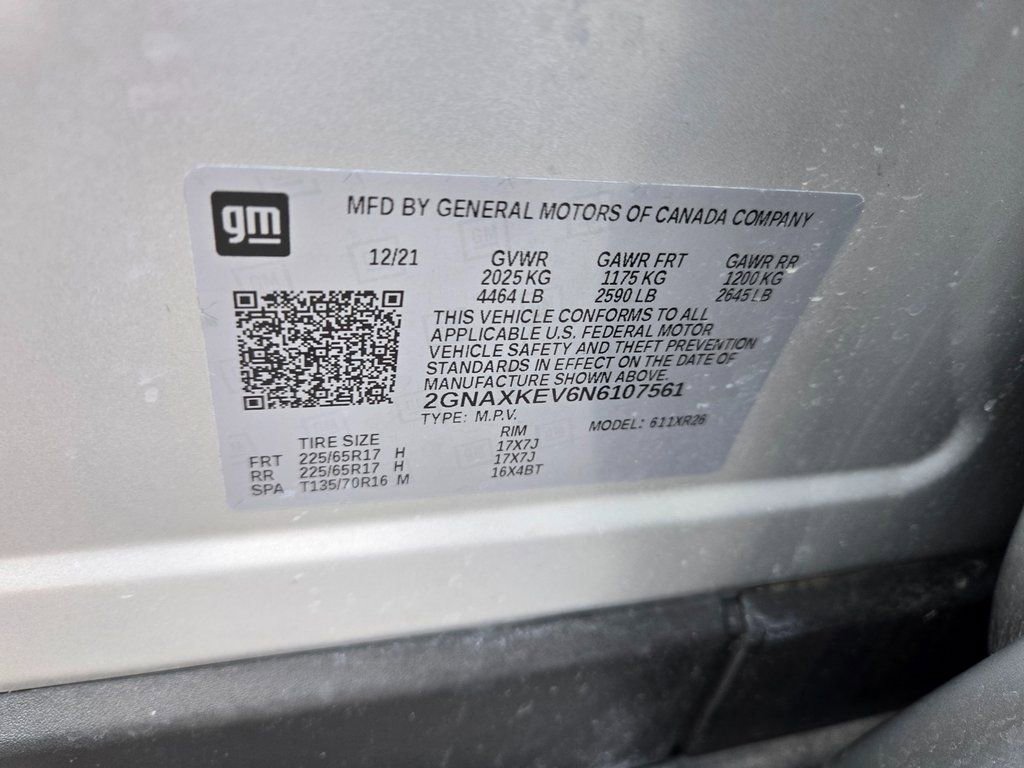 gm
MFD BY GENERAL MOTORS OF CANADA COMPANY
12/21 GVWR GAWR FRT GAWR RR
2025 KG 1175 KG 1200 KG
4464 LB 2590 LB 2645 LB
THIS VEHICLE CONFORMS TO ALL
APPLICABLE U.S. FEDERAL MOTOR
VEHICLE SAFETY AND THEFT PREVENTION
STANDARDS IN EFFECT ON THE DATE OF
MANUFACTURE SHOWN ABOVE.
2GNAXKEV6N6107561
TYPE: M.P.V. MODEL: 611XR26
TIRE SIZE RIM
FRT 225/65R17 H 17X7J
RR 225/65R17 H 17X7J
SPA T135/70R16 M 16X4BT